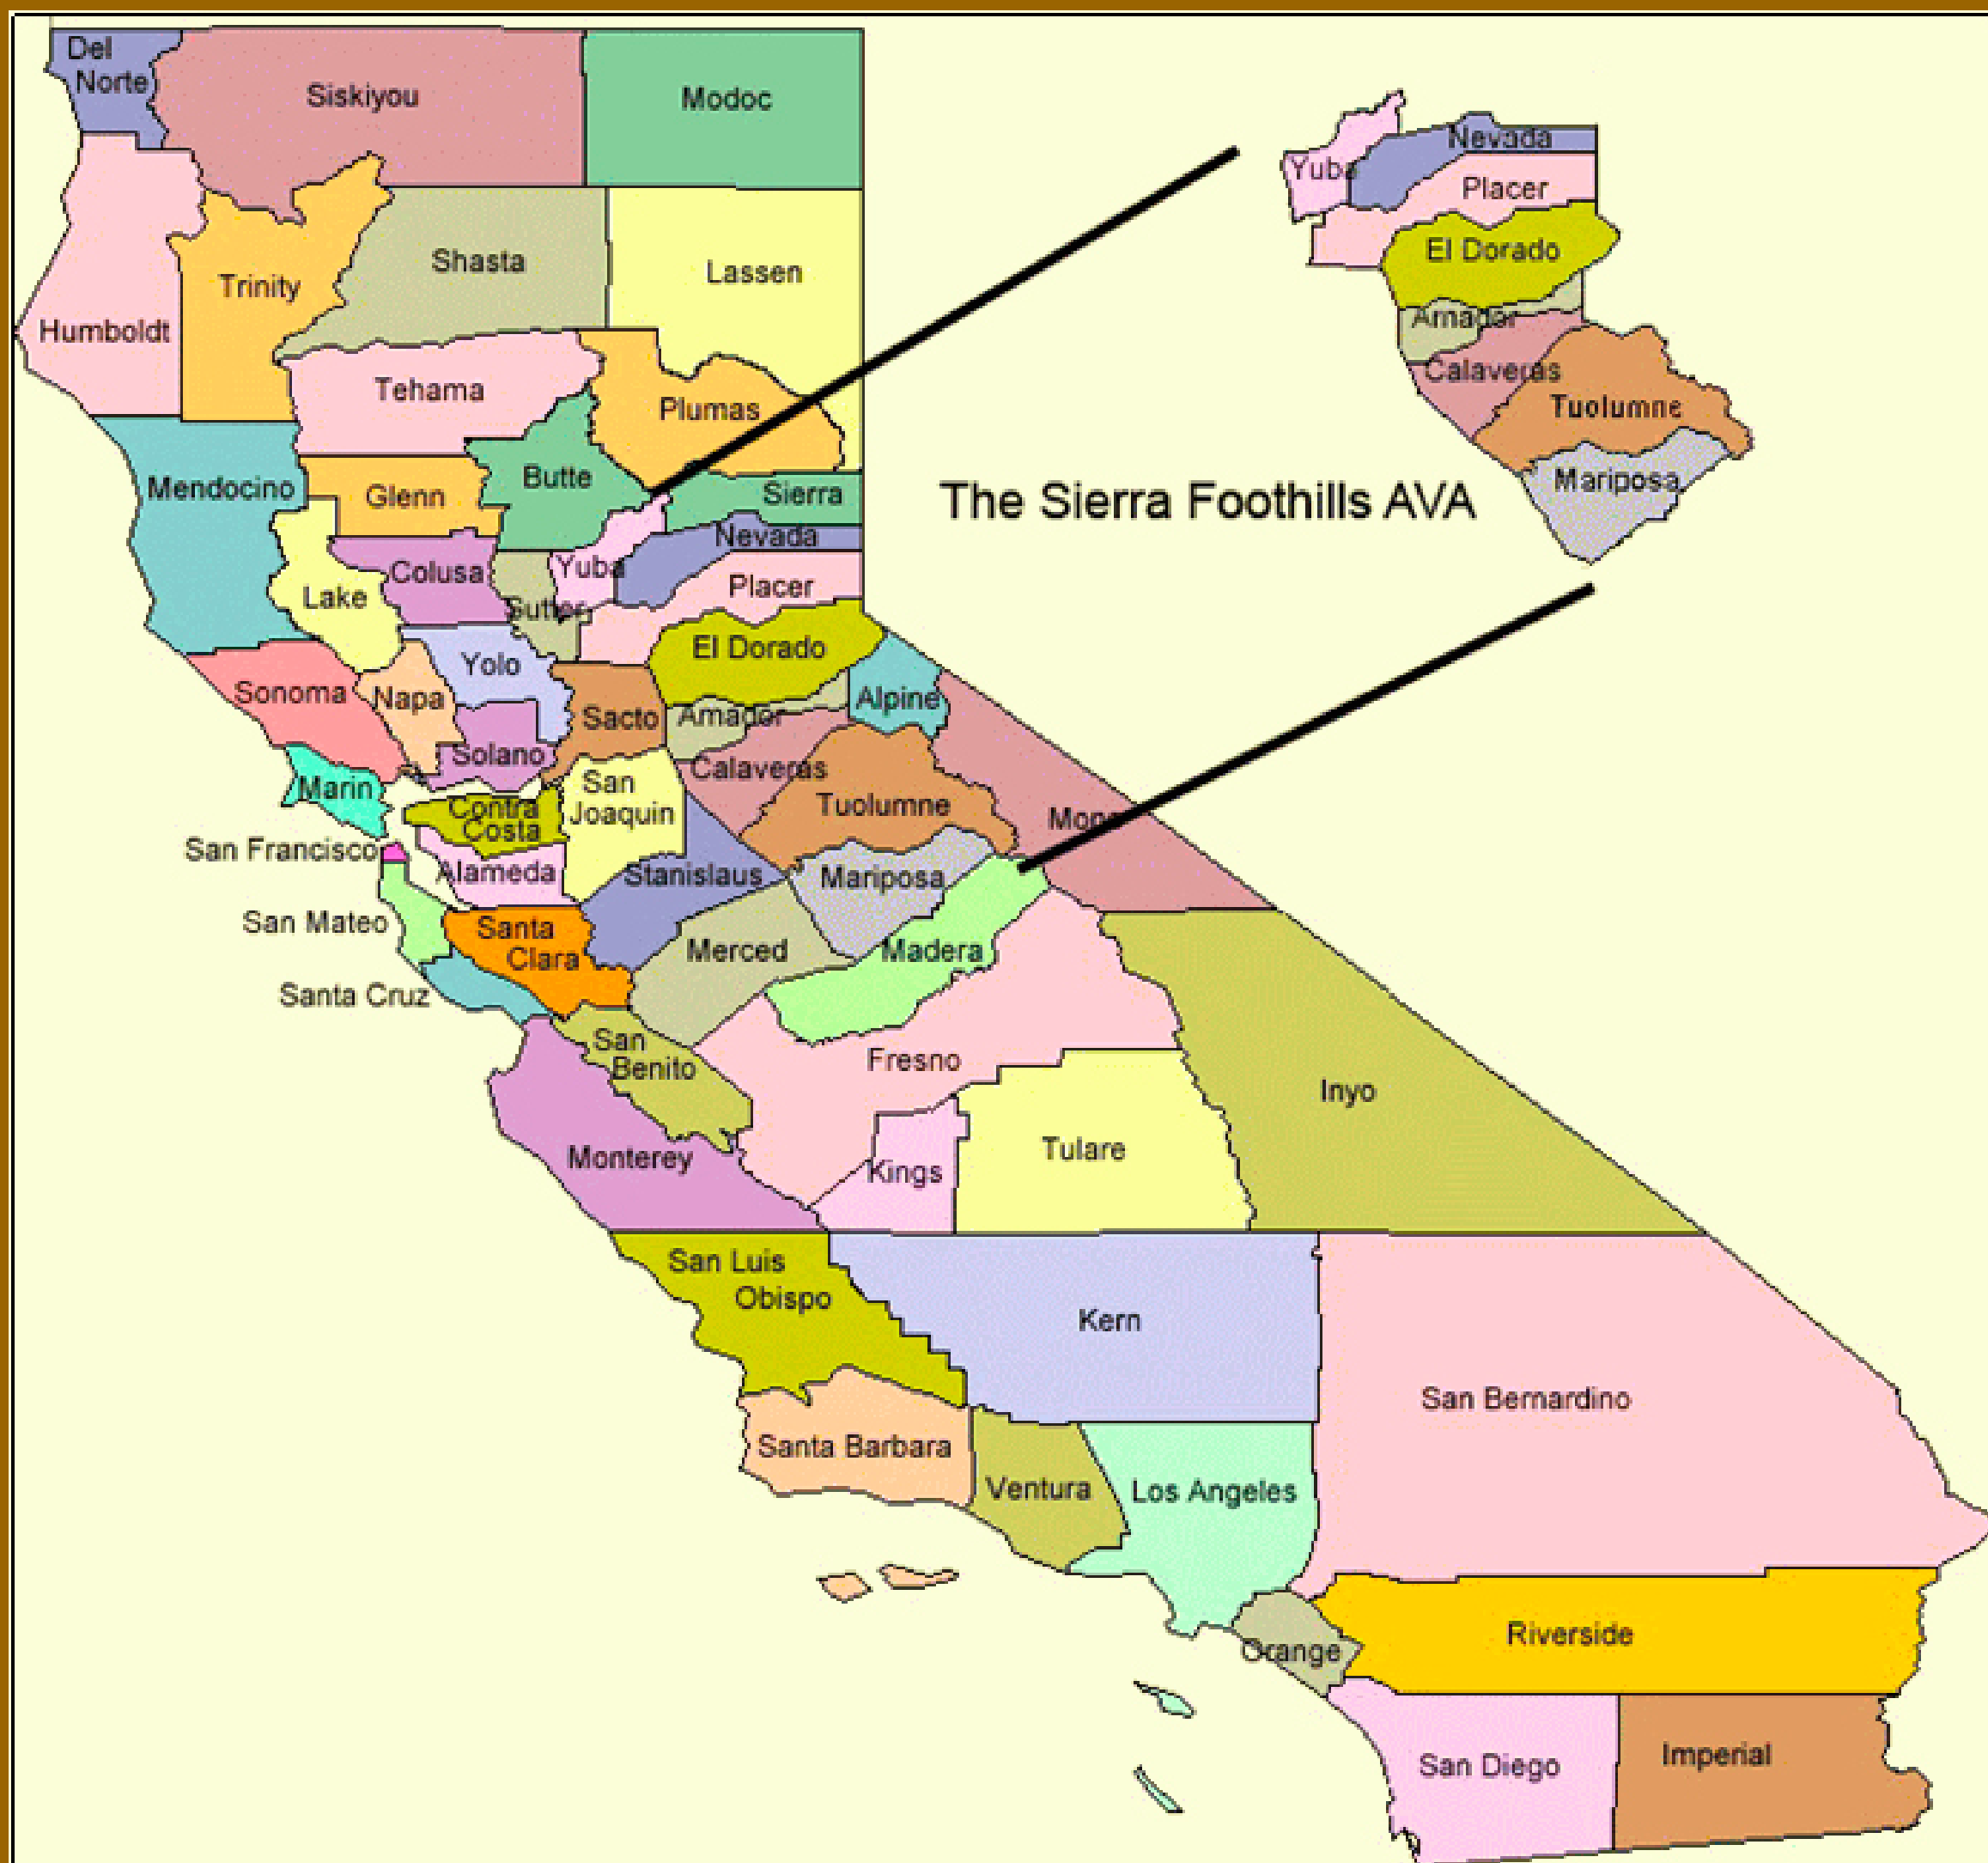 Del
Norte
Siskiyou
Modoc
Nevada
Yuba
Placer
El Dorado
Amador
Calaveras
Tuolumne
Mariposa
The Sierra Foothills AVA
Shasta
Lassen
Trinity
Humboldt
Tehama
Plumas
Mendocino
Glenn
Butte
Sierra
Nevada
Lake
Colusa
Yuba
Sutter
Placer
Yolo
El Dorado
Sonoma
Napa
Sacto
Amador
Alpine
Solano
Calaveras
Marin
Contra
Costa
San
Joaquin
Tuolumne
Mono
San Francisco
Alameda
Stanislaus
Mariposa
San Mateo
Santa
Clara
Merced
Madera
Santa Cruz
San
Benito
Fresno
Inyo
Monterey
Kings
Tulare
San Luis
Obispo
Kern
San Bernardino
Santa Barbara
Ventura
Los Angeles
Orange
Riverside
San Diego
Imperial